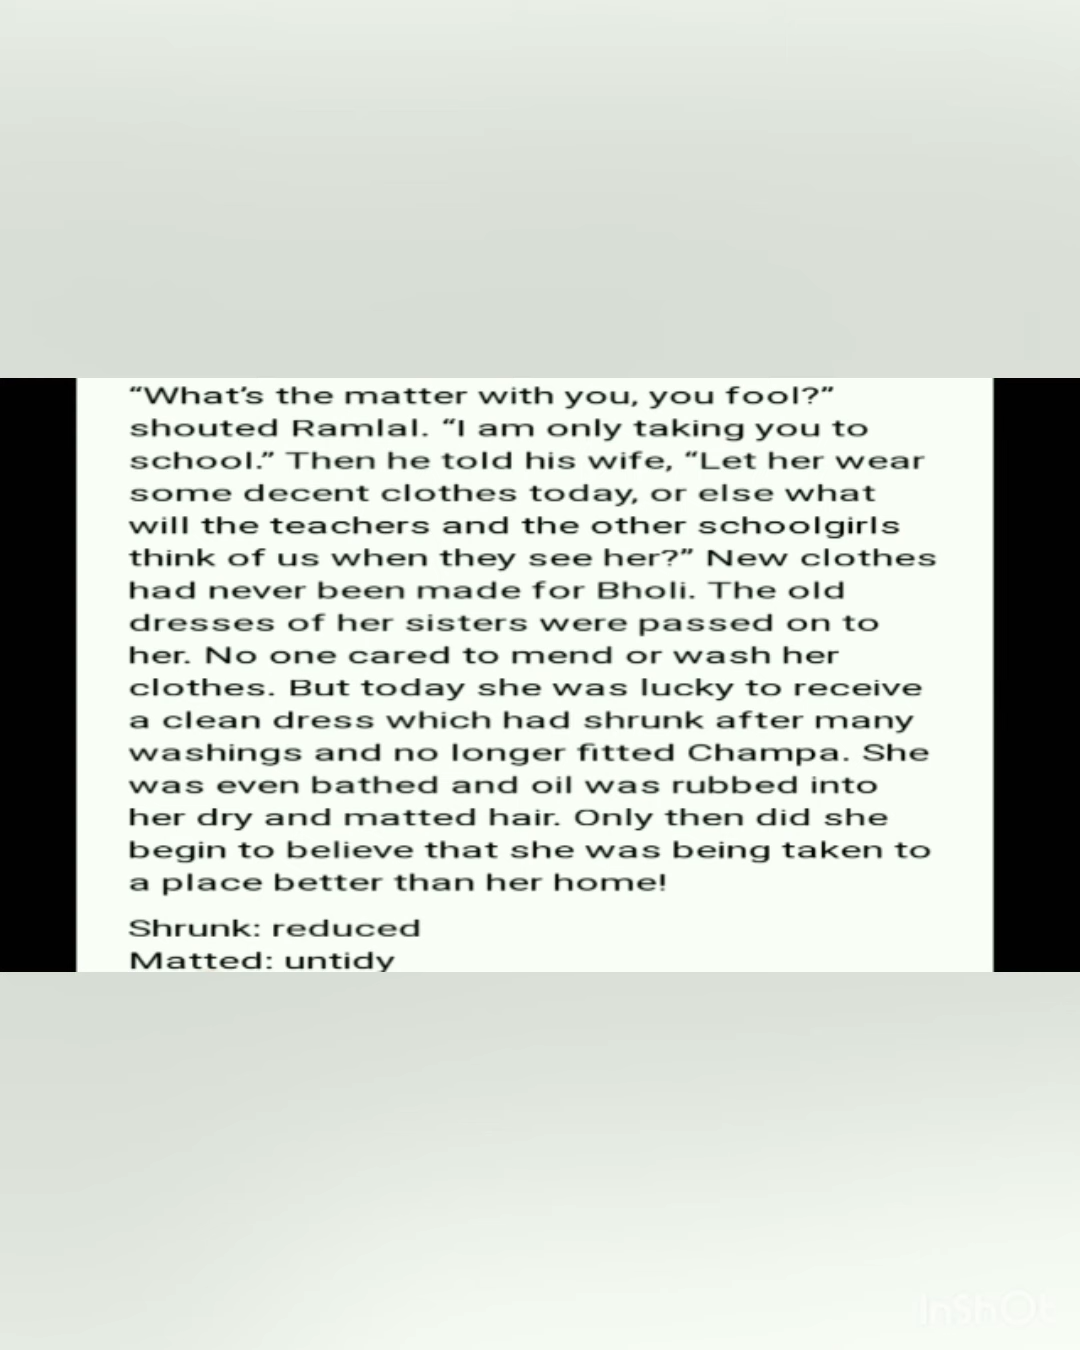 “What’s the matter with you, you fool?”
shouted Ramlal. “I am only taking you to
school.” Then he told his wife, “Let her wear
some decent clothes today, or else what
will the teachers and the other schoolgirls
think of us when they see her?” New clothes
had never been made for Bholi. The old
dresses of her sisters were passed on to
her. No one cared to mend or wash her
clothes. But today she was lucky to receive
a clean dress which had shrunk after many
washings and no longer fitted Champa. She
was even bathed and oil was rubbed into
her dry and matted hair. Only then did she
begin to believe that she was being taken to
a place better than her home!
Shrunk: reduced
Matted: untidy
InShOt